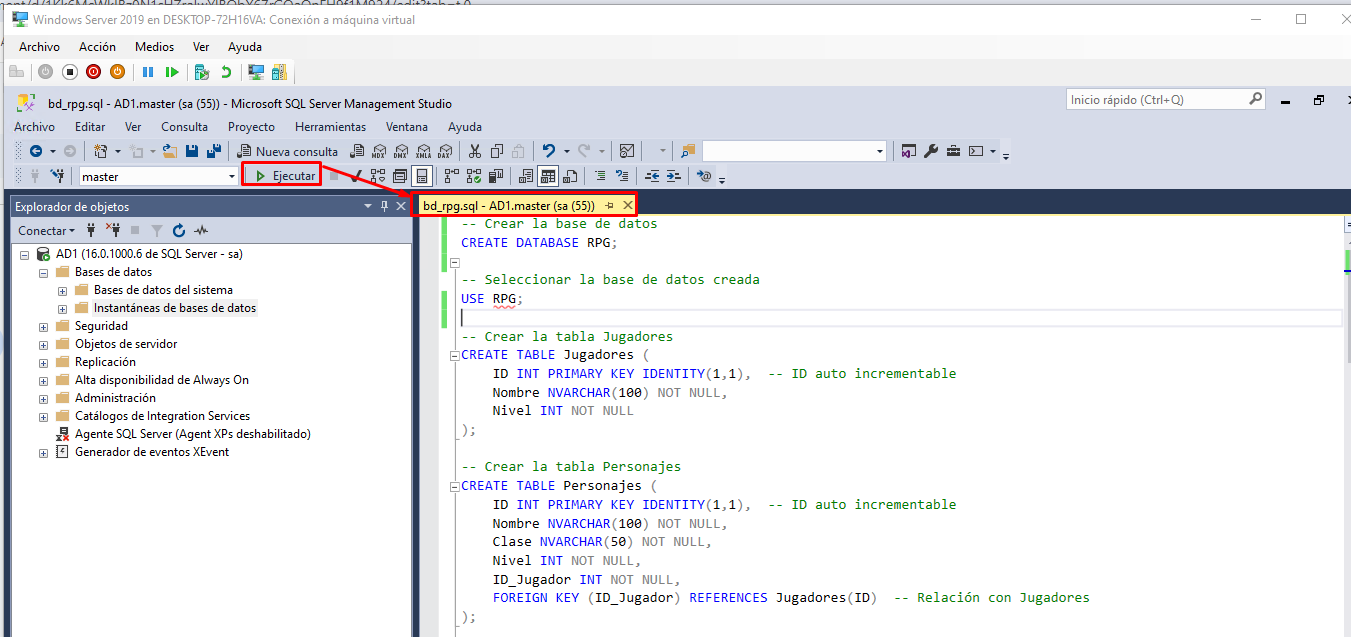 Windows Server 2019 en DESKTOP-72H16VA: Conexión a máquina virtual
Archivo Acción Medios Ver Ayuda
bd_rpg.sql - AD1.master (sa (55)) - Microsoft SQL Server Management Studio
Inicio rápido (Ctrl+Q)
Archivo Editar Ver Consulta Proyecto Herramientas Ventana Ayuda
Nueva consulta MDX DMX XMLA DAX
master Ejecutar
Explorador de objetos
bd_rpg.sql - AD1.master (sa (55))
Conectar
AD1 (16.0.1000.6 de SQL Server - sa)
Bases de datos
Bases de datos del sistema
Instantáneas de bases de datos
Seguridad
Objetos de servidor
Replicación
Alta disponibilidad de Always On
Administración
Catálogos de Integration Services
Agente SQL Server (Agent XPs deshabilitado)
Generador de eventos XEvent
-- Crear la base de datos
CREATE DATABASE RPG;
-- Seleccionar la base de datos creada
USE RPG;
-- Crear la tabla Jugadores
CREATE TABLE Jugadores (
ID INT PRIMARY KEY IDENTITY(1,1), -- ID auto incrementable
Nombre NVARCHAR(100) NOT NULL,
Nivel INT NOT NULL
);
-- Crear la tabla Personajes
CREATE TABLE Personajes (
ID INT PRIMARY KEY IDENTITY(1,1), -- ID auto incrementable
Nombre NVARCHAR(100) NOT NULL,
Clase NVARCHAR(50) NOT NULL,
Nivel INT NOT NULL,
ID_Jugador INT NOT NULL,
FOREIGN KEY (ID_Jugador) REFERENCES Jugadores(ID) -- Relación con Jugadores
);